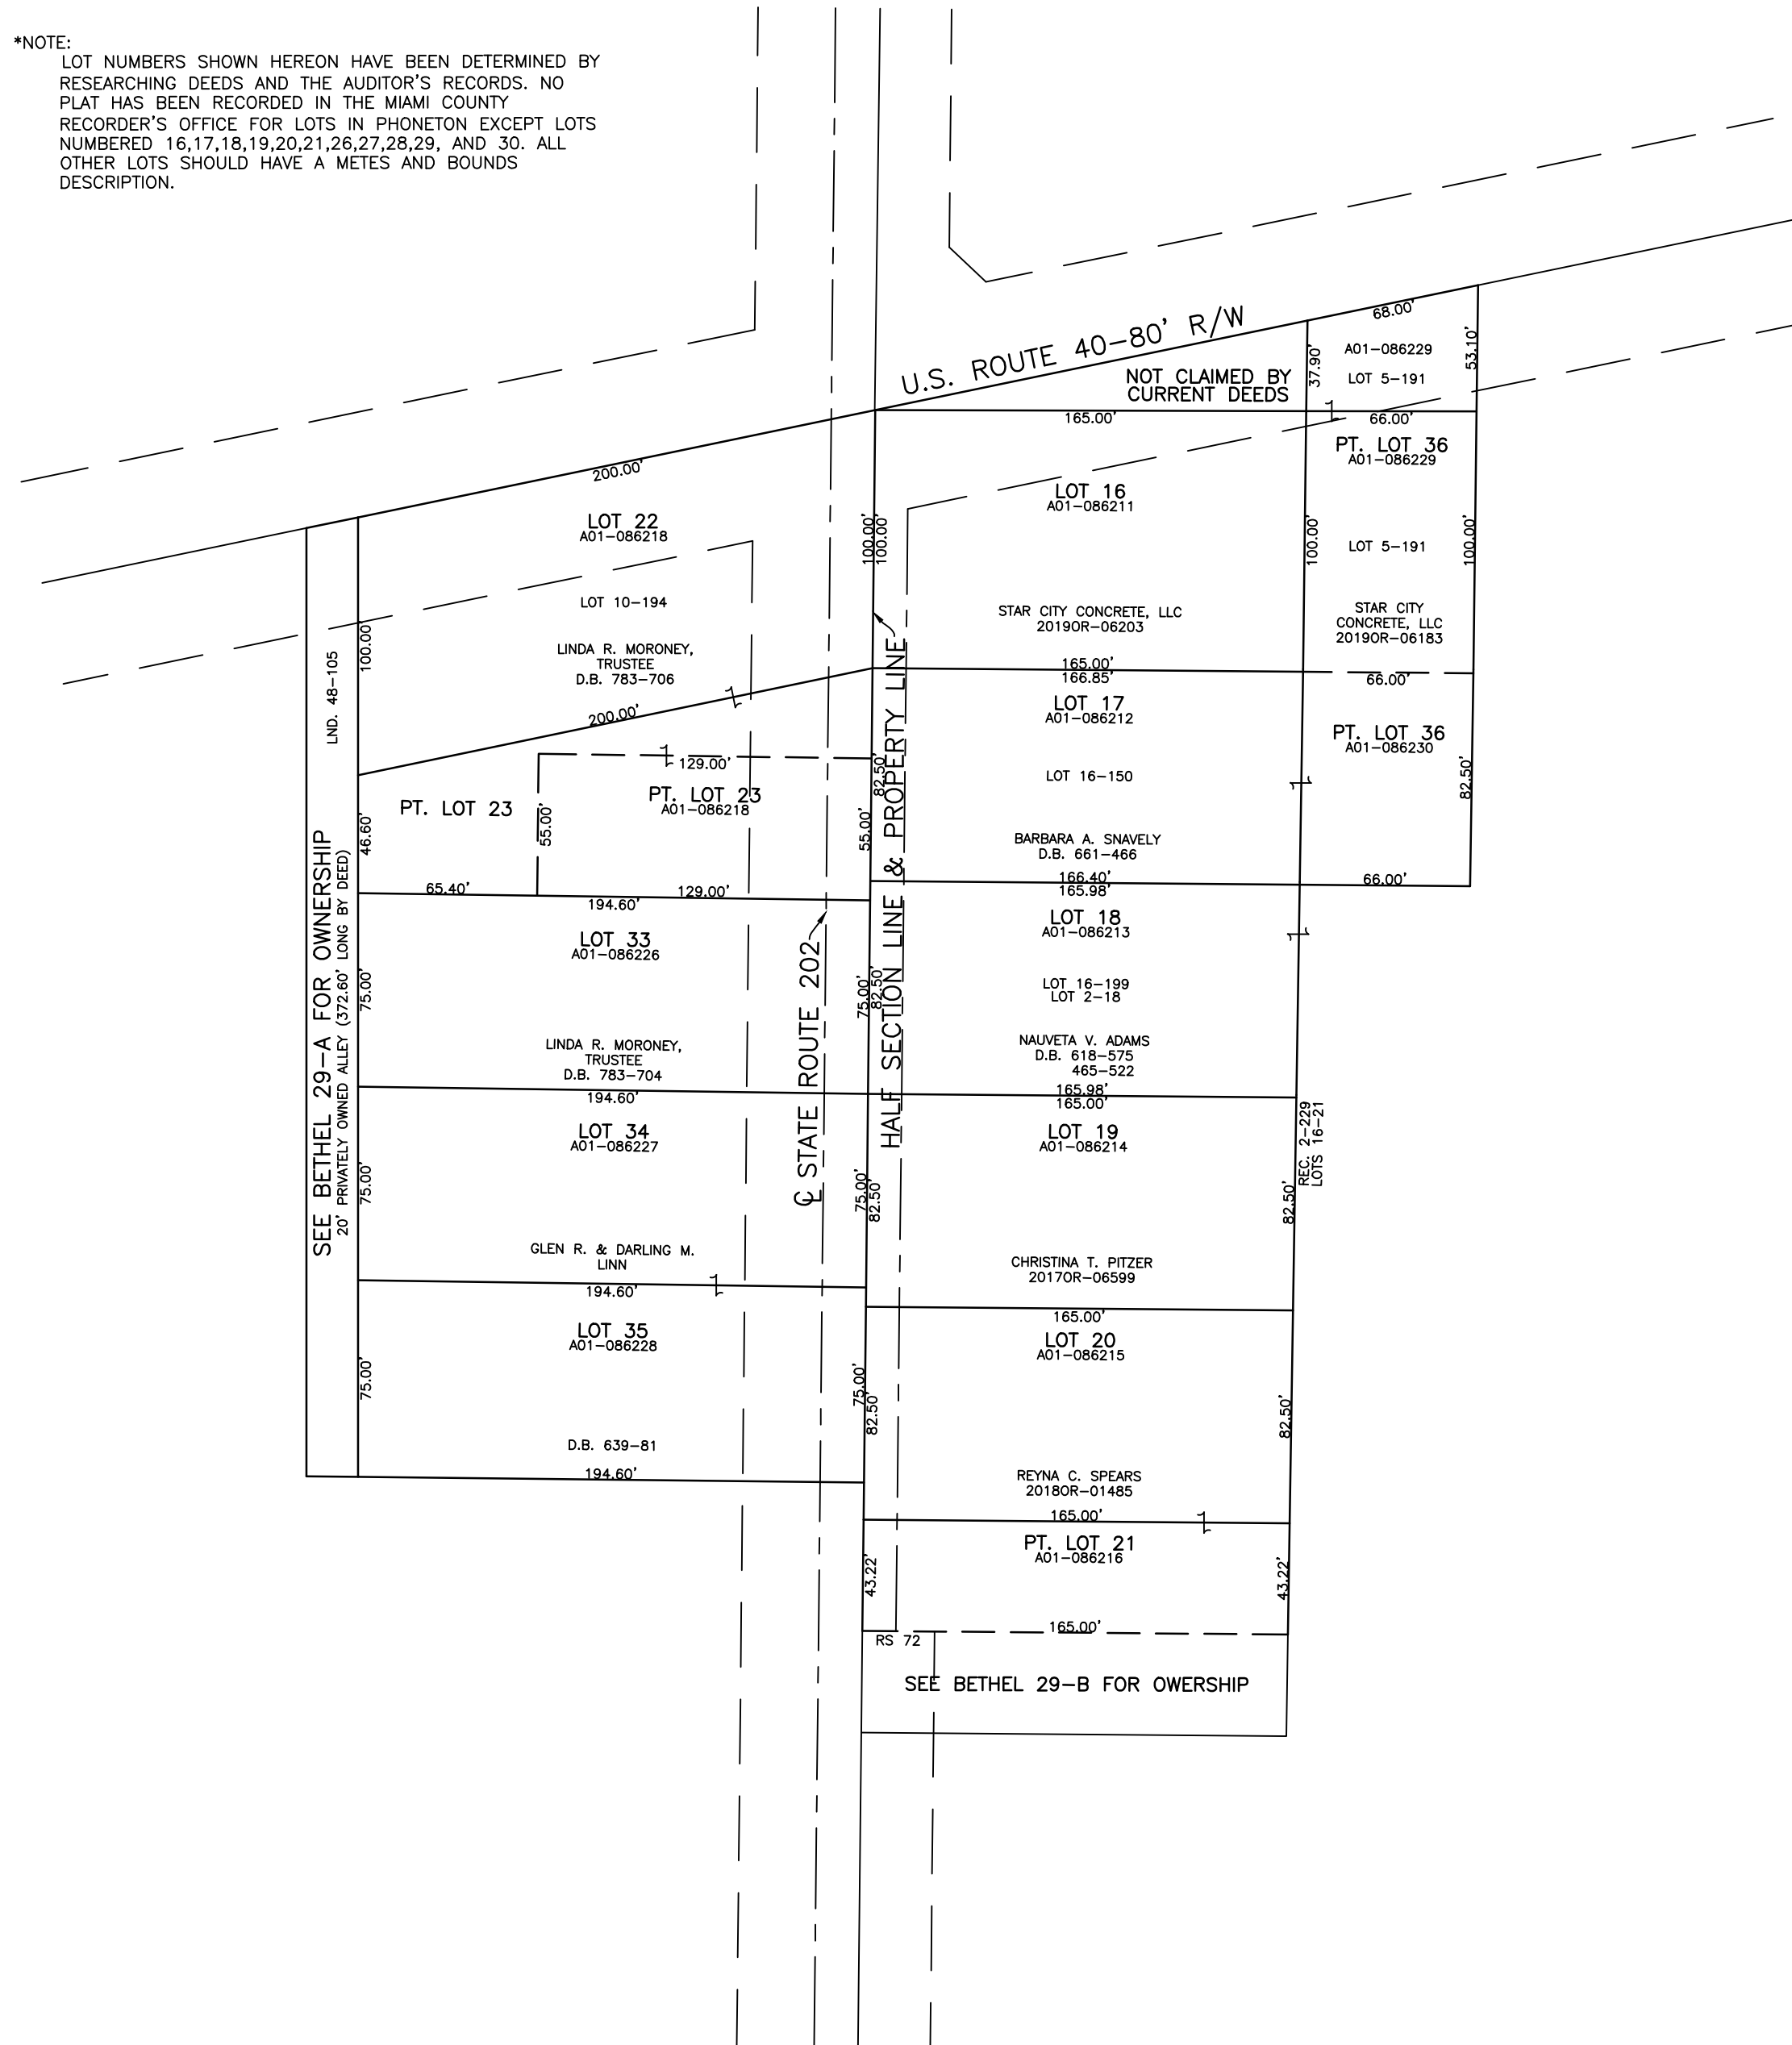 *NOTE:
LOT NUMBERS SHOWN HEREON HAVE BEEN DETERMINED BY
RESEARCHING DEEDS AND THE AUDITOR'S RECORDS. NO
PLAT HAS BEEN RECORDED IN THE MIAMI COUNTY
RECORDER'S OFFICE FOR LOTS IN PHONETON EXCEPT LOTS
NUMBERED 16,17,18,19,20,21,26,27,28,29, AND 30. ALL
OTHER LOTS SHOULD HAVE A METES AND BOUNDS
DESCRIPTION.
U.S. ROUTE 40-80' R/W
68.00'
37.90'
A01-086229
LOT 5-191
53.10'
NOT CLAIMED BY
CURRENT DEEDS
165.00'
66.00'
200.00'
LOT 22
A01-086218
LOT 10-194
LINDA R. MORONEY,
TRUSTEE
D.B. 783-706
100.00'
200.00'
100.00'
100.00'
LOT 16
A01-086211
STAR CITY CONCRETE, LLC
2019OR-06203
165.00'
100.00'
PT. LOT 36
A01-086229
LOT 5-191
STAR CITY
CONCRETE, LLC
2019OR-06183
100.00'
66.00'
LND. 48-105
SEE BETHEL 29-A FOR OWNERSHIP
20' PRIVATELY OWNED ALLEY (372.60' LONG BY DEED)
PT. LOT 23
46.60'
65.40'
55.00'
129.00'
PT. LOT 23
A01-086218
55.00'
129.00'
166.85'
LOT 17
A01-086212
LOT 16-150
BARBARA A. SNAVELY
D.B. 661-466
82.50'
166.40'
PT. LOT 36
A01-086230
82.50'
66.00'
194.60'
LOT 33
A01-086226
LINDA R. MORONEY,
TRUSTEE
D.B. 783-704
75.00'
75.00'
℄ STATE ROUTE 202
HALF SECTION LINE & PROPERTY LINE
165.98'
LOT 18
A01-086213
LOT 16-199
LOT 2-18
NAUVETA V. ADAMS
D.B. 618-575
465-522
82.50'
165.98'
194.60'
LOT 34
A01-086227
GLEN R. & DARLING M.
LINN
75.00'
75.00'
165.00'
LOT 19
A01-086214
CHRISTINA T. PITZER
2017OR-06599
82.50'
82.50'
REC. 2-229
LOTS 16-21
194.60'
LOT 35
A01-086228
D.B. 639-81
75.00'
75.00'
194.60'
165.00'
LOT 20
A01-086215
REYNA C. SPEARS
2018OR-01485
82.50'
82.50'
165.00'
PT. LOT 21
A01-086216
43.22'
43.22'
165.00'
RS 72
SEE BETHEL 29-B FOR OWERSHIP